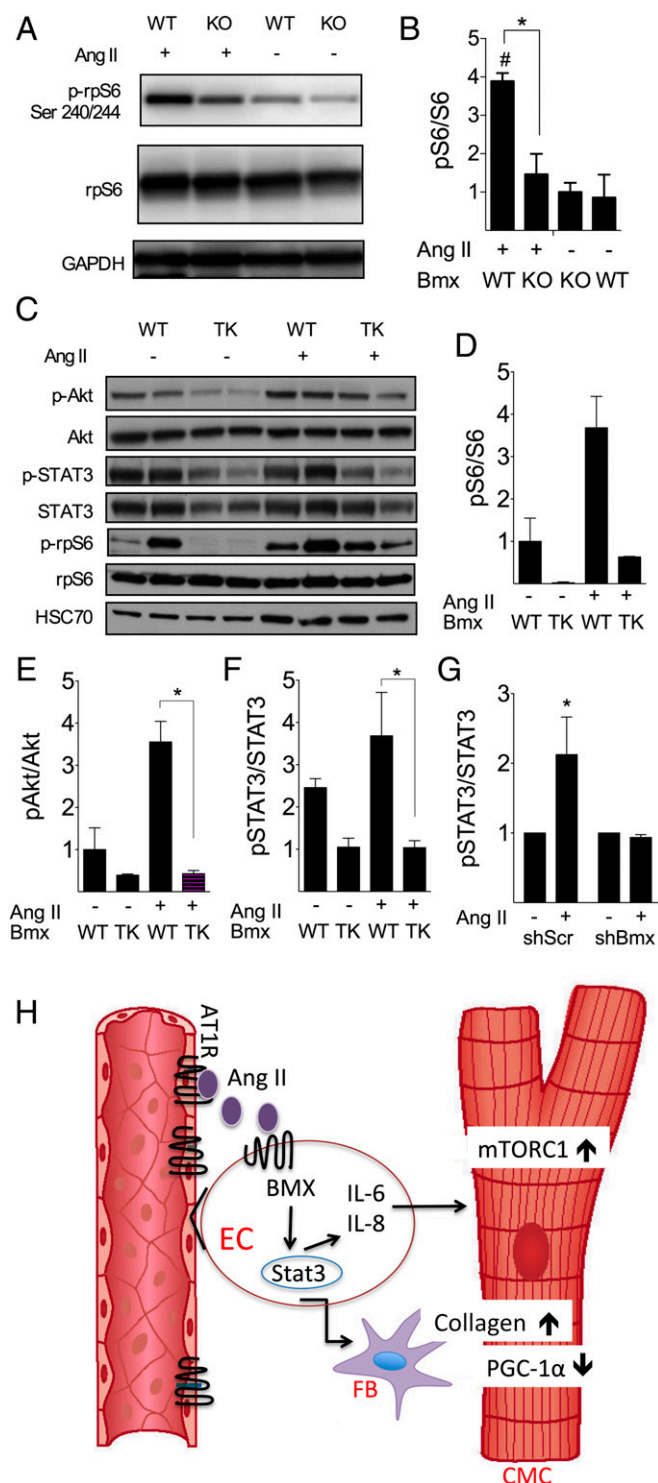 A
WT KO WT KO
Ang II + + - -
p-rpS6
Ser 240/244
rpS6
GAPDH
B
pS6/S6
5
4
3
2
1
#
*
Ang II + + - -
Bmx WT KO KO WT
C
WT TK WT TK
Ang II - - + +
p-Akt
Akt
p-STAT3
STAT3
p-rpS6
rpS6
HSC70
D
pS6/S6
5
4
3
2
1
Ang II - - + +
Bmx WT TK WT TK
E
pAkt/Akt
5
4
3
2
1
*
Ang II - - + +
Bmx WT TK WT TK
F
pSTAT3/STAT3
5
4
3
2
1
*
Ang II - - + +
Bmx WT TK WT TK
G
pSTAT3/STAT3
3
2
1
*
Ang II - + - +
shScr shBmx
H
AT1R
Ang II
BMX
IL-6
IL-8
EC
Stat3
FB
mTORC1
Collagen
PGC-1α
CMC